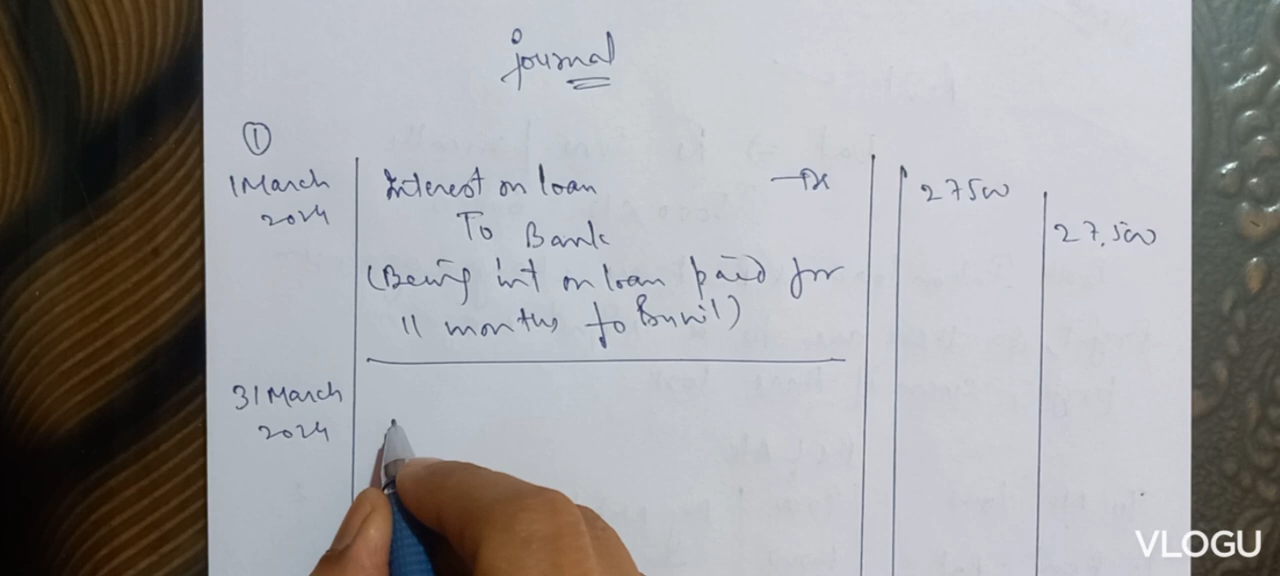 journal
①
1 March 2024
Interest on loan Dr 27500
To Bank 27,500
(Being int on loan paid for
11 months to Sunil)
31 March
2024
VLOGU